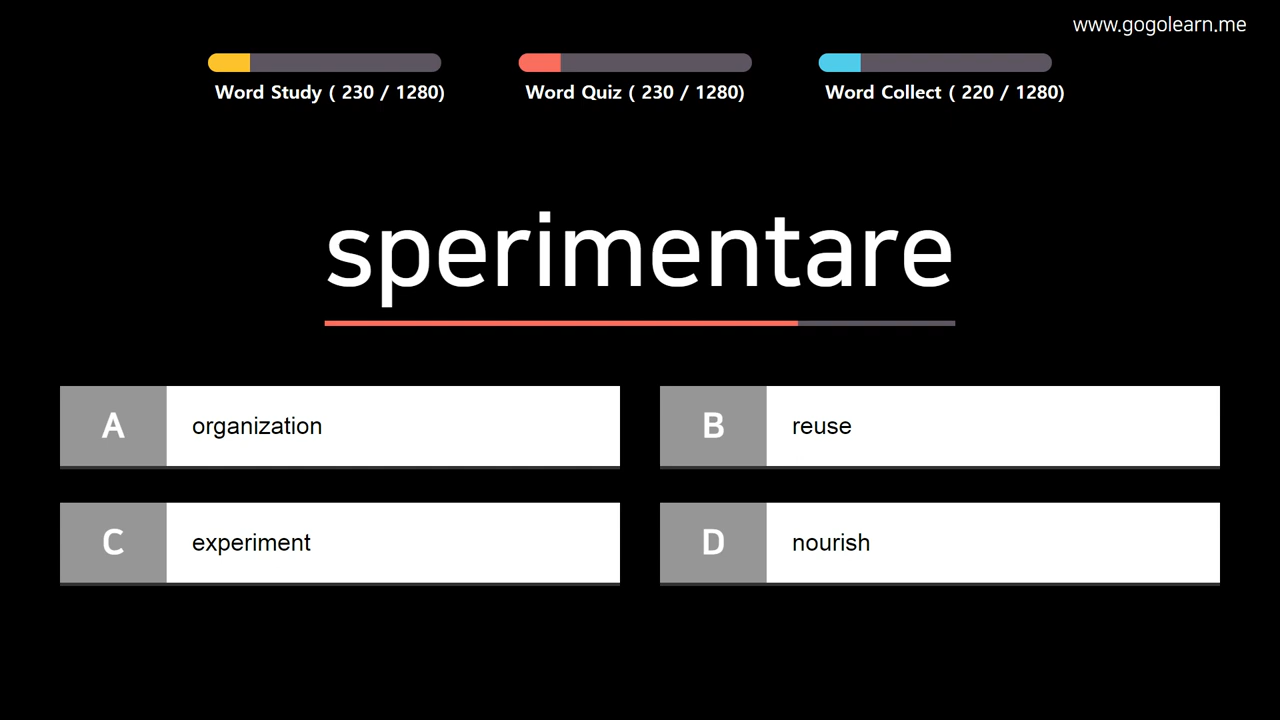 www.gogolearn.me
Word Study ( 230 / 1280)
Word Quiz ( 230 / 1280)
Word Collect ( 220 / 1280)
sperimentare
A organization
B reuse
C experiment
D nourish